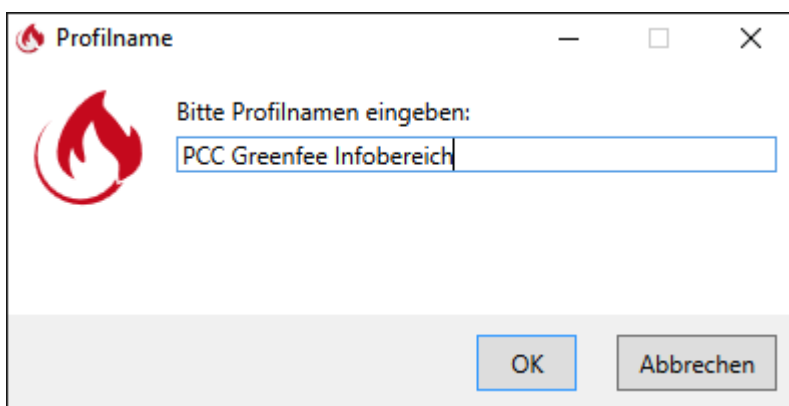 Profilname
Bitte Profilnamen eingeben:
PCC Greenfee Infobereich
OK
Abbrechen